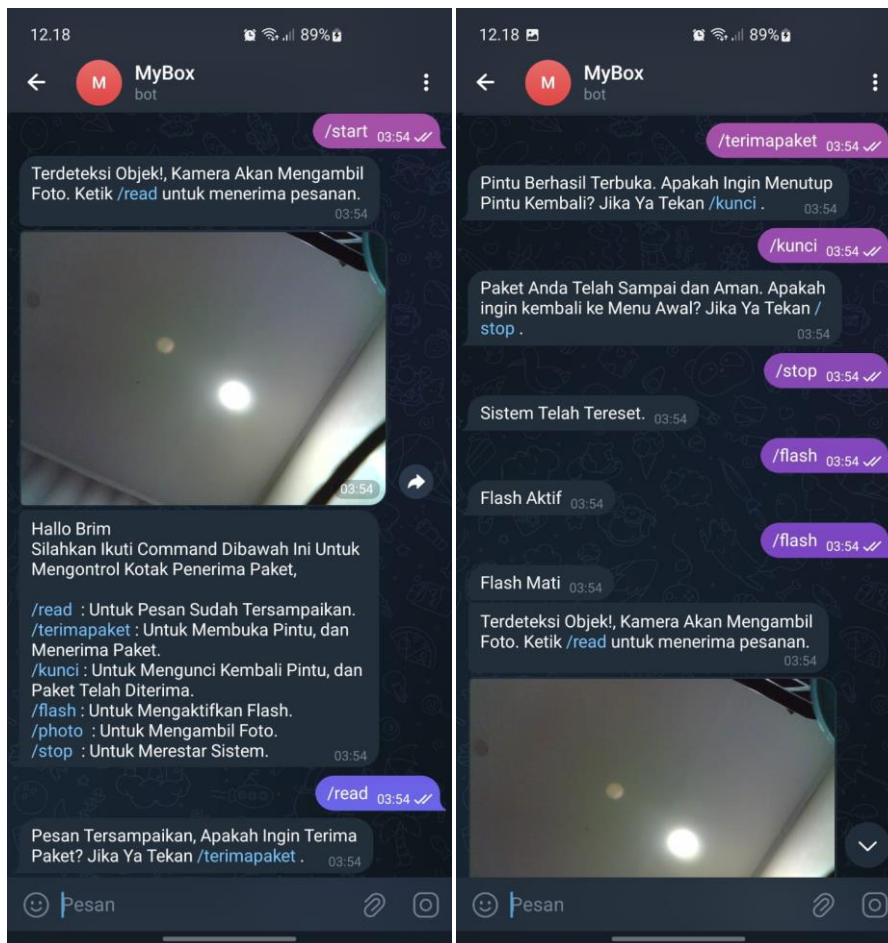 12.18
89%
M
MyBox
bot
/start 03:54
Terdeteksi Objek!, Kamera Akan Mengambil
Foto. Ketik /read untuk menerima pesanan.
03:54
03:54
Hallo Brim
Silahkan Ikuti Command Dibawah Ini Untuk
Mengontrol Kotak Penerima Paket,
/read : Untuk Pesan Sudah Tersampaikan.
/terimapaket : Untuk Membuka Pintu, dan
Menerima Paket.
/kunci : Untuk Mengunci Kembali Pintu, dan
Paket Telah Diterima.
/flash : Untuk Mengaktifkan Flash.
/photo : Untuk Mengambil Foto.
/stop : Untuk Merestar Sistem.
03:54
/read 03:54
Pesan Tersampaikan, Apakah Ingin Terima
Paket? Jika Ya Tekan /terimapaket . 03:54
Pesan
12.18
89%
M
MyBox
bot
/terimapaket 03:54
Pintu Berhasil Terbuka. Apakah Ingin Menutup
Pintu Kembali? Jika Ya Tekan /kunci . 03:54
/kunci 03:54
Paket Anda Telah Sampai dan Aman. Apakah
ingin kembali ke Menu Awal? Jika Ya Tekan /
stop . 03:54
/stop 03:54
Sistem Telah Tereset. 03:54
/flash 03:54
Flash Aktif 03:54
/flash 03:54
Flash Mati 03:54
Terdeteksi Objek!, Kamera Akan Mengambil
Foto. Ketik /read untuk menerima pesanan.
03:54
Pesan